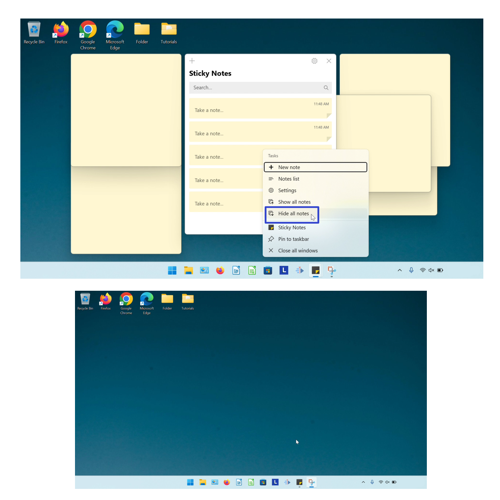 Recycle Bin
Firefox
Google
Chrome
Microsoft
Edge
Folder
Tutorials
Sticky Notes
Search...
11:45 AM
Take a note...
11:45 AM
Take a note...
Take a note...
Take a note...
Take a note...
Tasks
New note
Notes list
Settings
Show all notes
Hide all notes
Sticky Notes
Pin to taskbar
Close all windows
Recycle Bin
Firefox
Google
Chrome
Microsoft
Edge
Folder
Tutorials